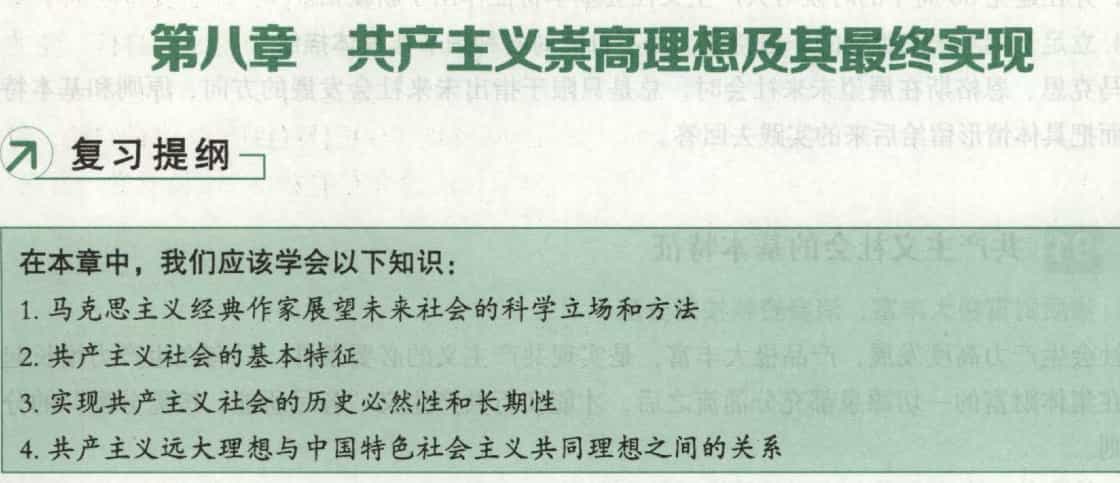 第八章 共产主义崇高理想及其最终实现
复习提纲
在本章中，我们应该学会以下知识：
1. 马克思主义经典作家展望未来社会的科学立场和方法
2. 共产主义社会的基本特征
3. 实现共产主义社会的历史必然性和长期性
4. 共产主义远大理想与中国特色社会主义共同理想之间的关系